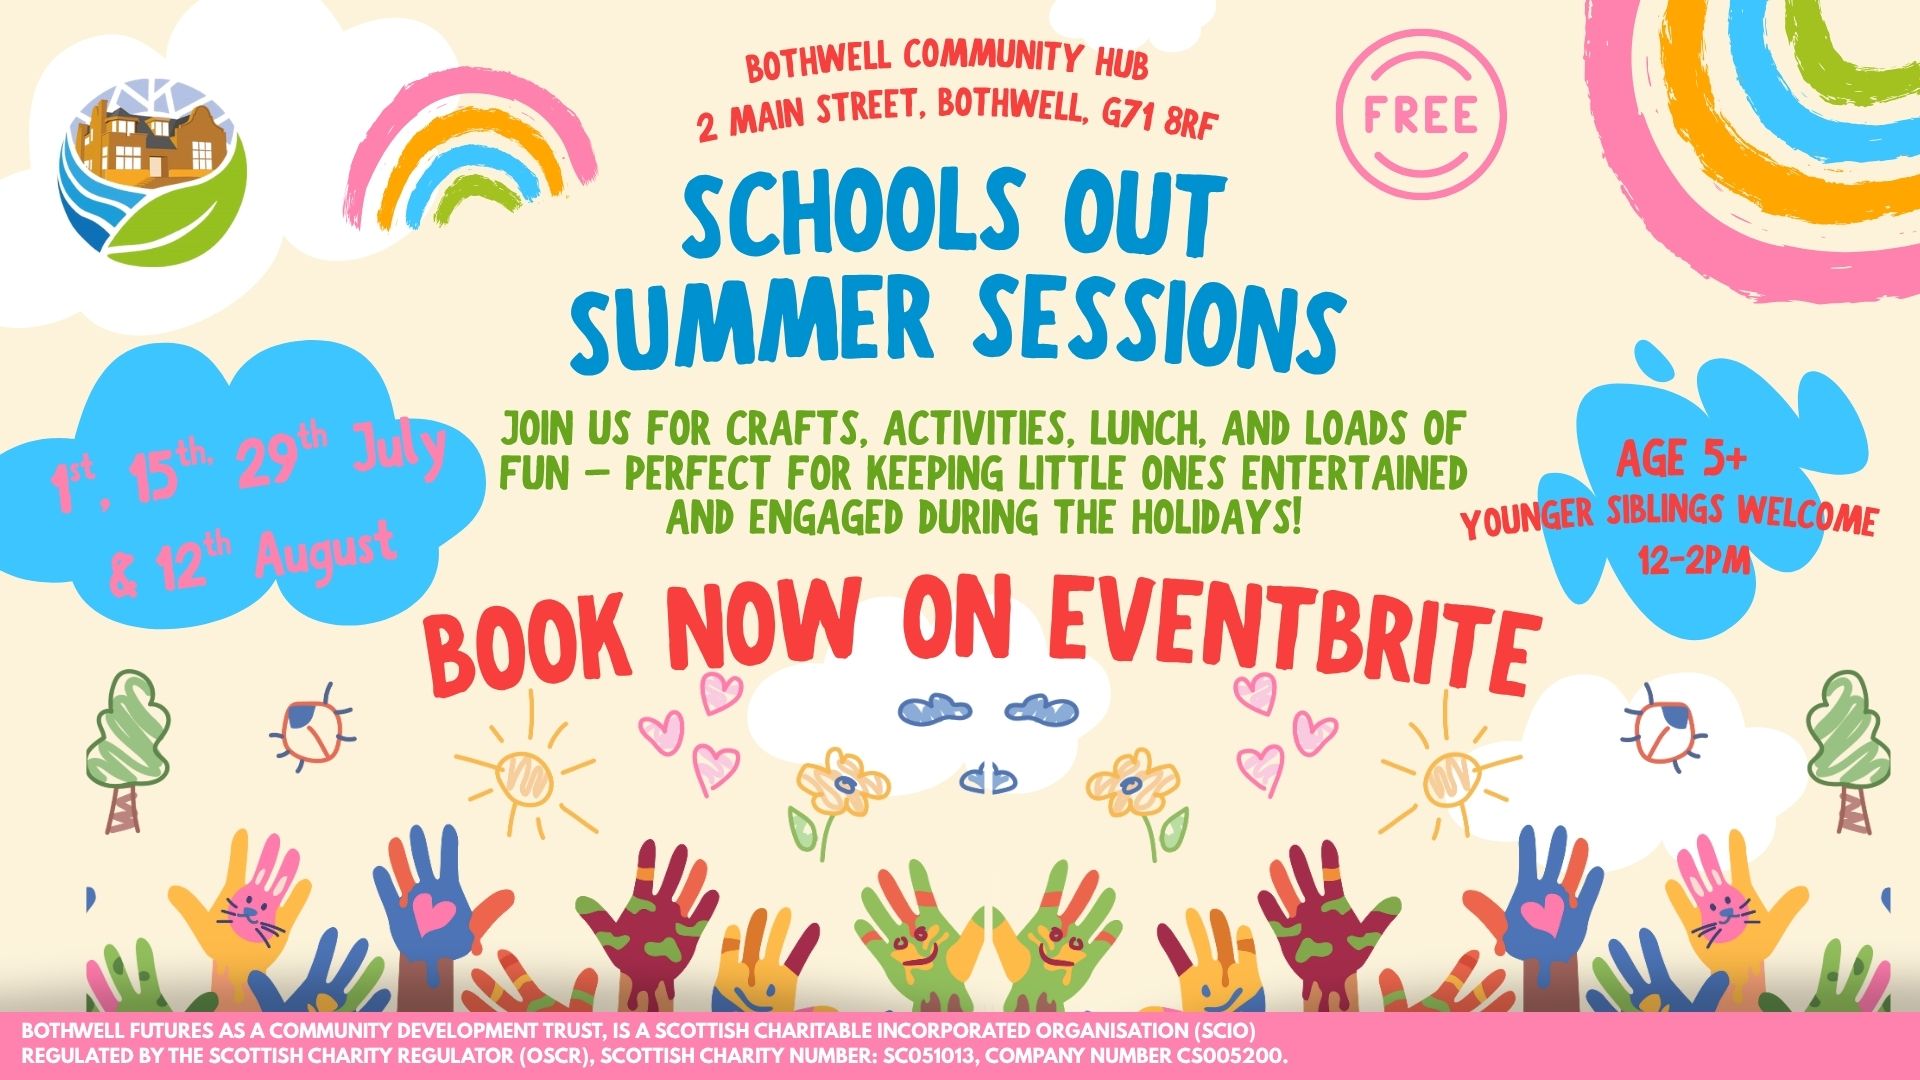 BOTHWELL COMMUNITY HUB
2 MAIN STREET, BOTHWELL, G71 8RF
FREE
SCHOOLS OUT
SUMMER SESSIONS
1st, 15th, 29th July
& 12th August
JOIN US FOR CRAFTS, ACTIVITIES, LUNCH, AND LOADS OF
FUN – PERFECT FOR KEEPING LITTLE ONES ENTERTAINED
AND ENGAGED DURING THE HOLIDAYS!
AGE 5+
YOUNGER SIBLINGS WELCOME
12-2PM
BOOK NOW ON EVENTBRITE
BOTHWELL FUTURES AS A COMMUNITY DEVELOPMENT TRUST, IS A SCOTTISH CHARITABLE INCORPORATED ORGANISATION (SCIO)
REGULATED BY THE SCOTTISH CHARITY REGULATOR (OSCR), SCOTTISH CHARITY NUMBER: SC051013, COMPANY NUMBER CS005200.